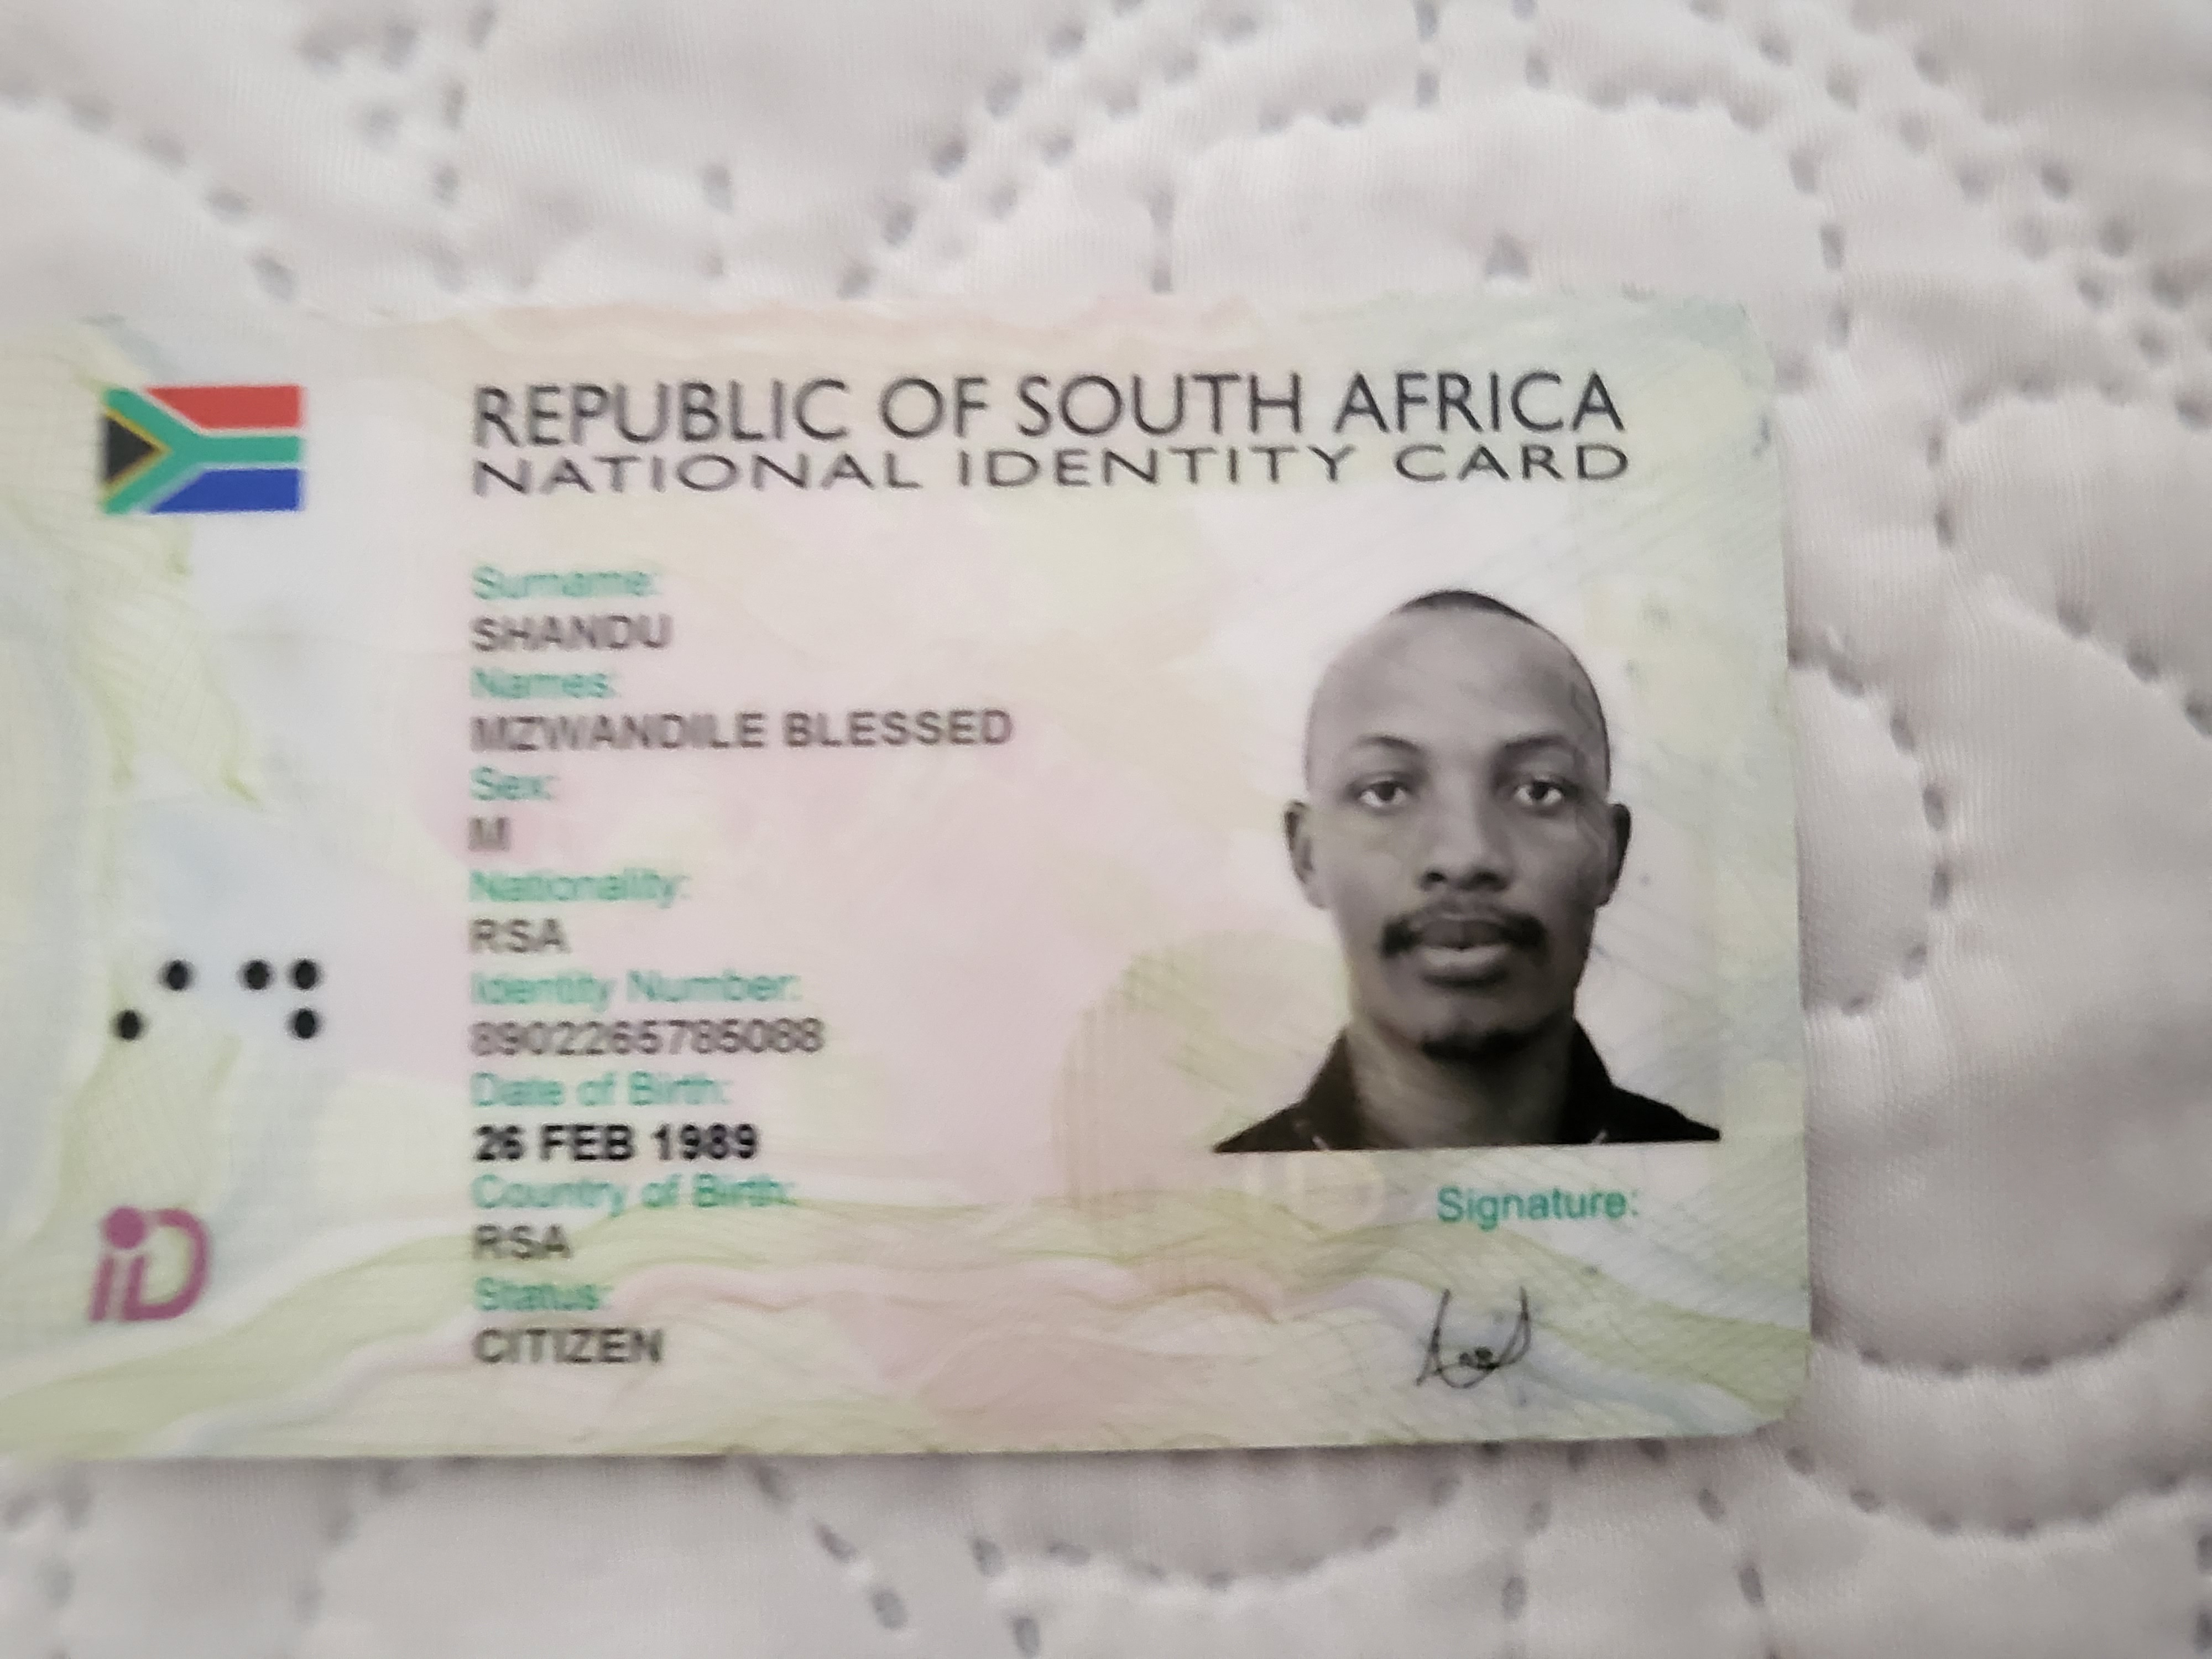 REPUBLIC OF SOUTH AFRICA
NATIONAL IDENTITY CARD
Surname:
SHANDU
Names:
MZWANDILE BLESSED
Sex:
M
Nationality:
RSA
Identity Number:
8902265785088
Date of Birth:
26 FEB 1989
Country of Birth:
RSA
Status:
CITIZEN
Signature:
iD